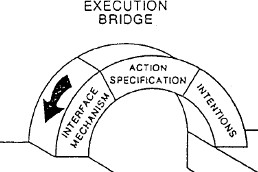 EXECUTION
BRIDGE
ACTION
SPECIFICATION
INTERFACE
MECHANISM
INTENTIONS